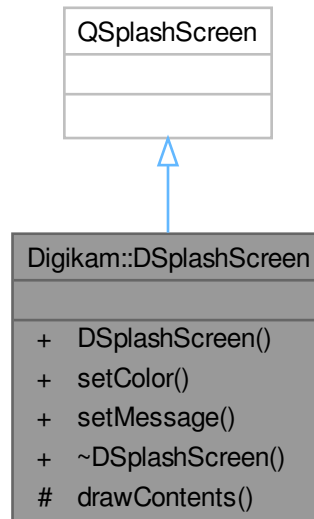 QSplashScreen
Digikam::DSplashScreen
+ DSplashScreen()
+ setColor()
+ setMessage()
+ ~DSplashScreen()
# drawContents()